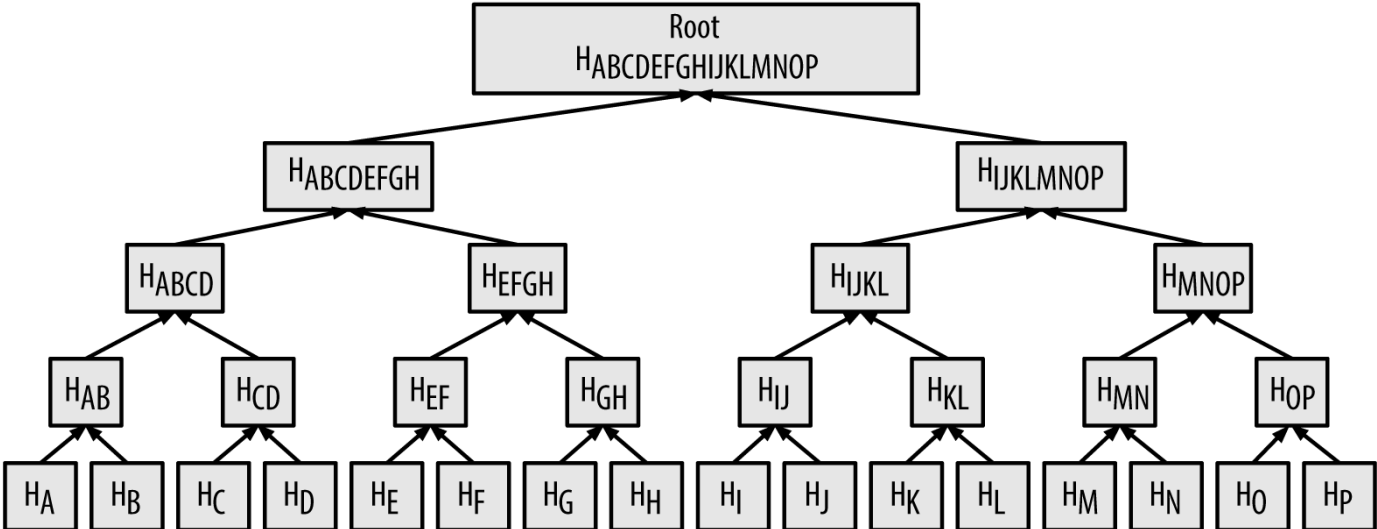 Root
HABCDEFGHIJKLMNOP
HABCDEFGH
HIJKLMNOP
HABCD
HEFGH
HIJKL
HMNOP
HAB
HCD
HEF
HGH
HIJ
HKL
HMN
HOP
HA
HB
HC
HD
HE
HF
HG
HH
HI
HJ
HK
HL
HM
HN
HO
HP